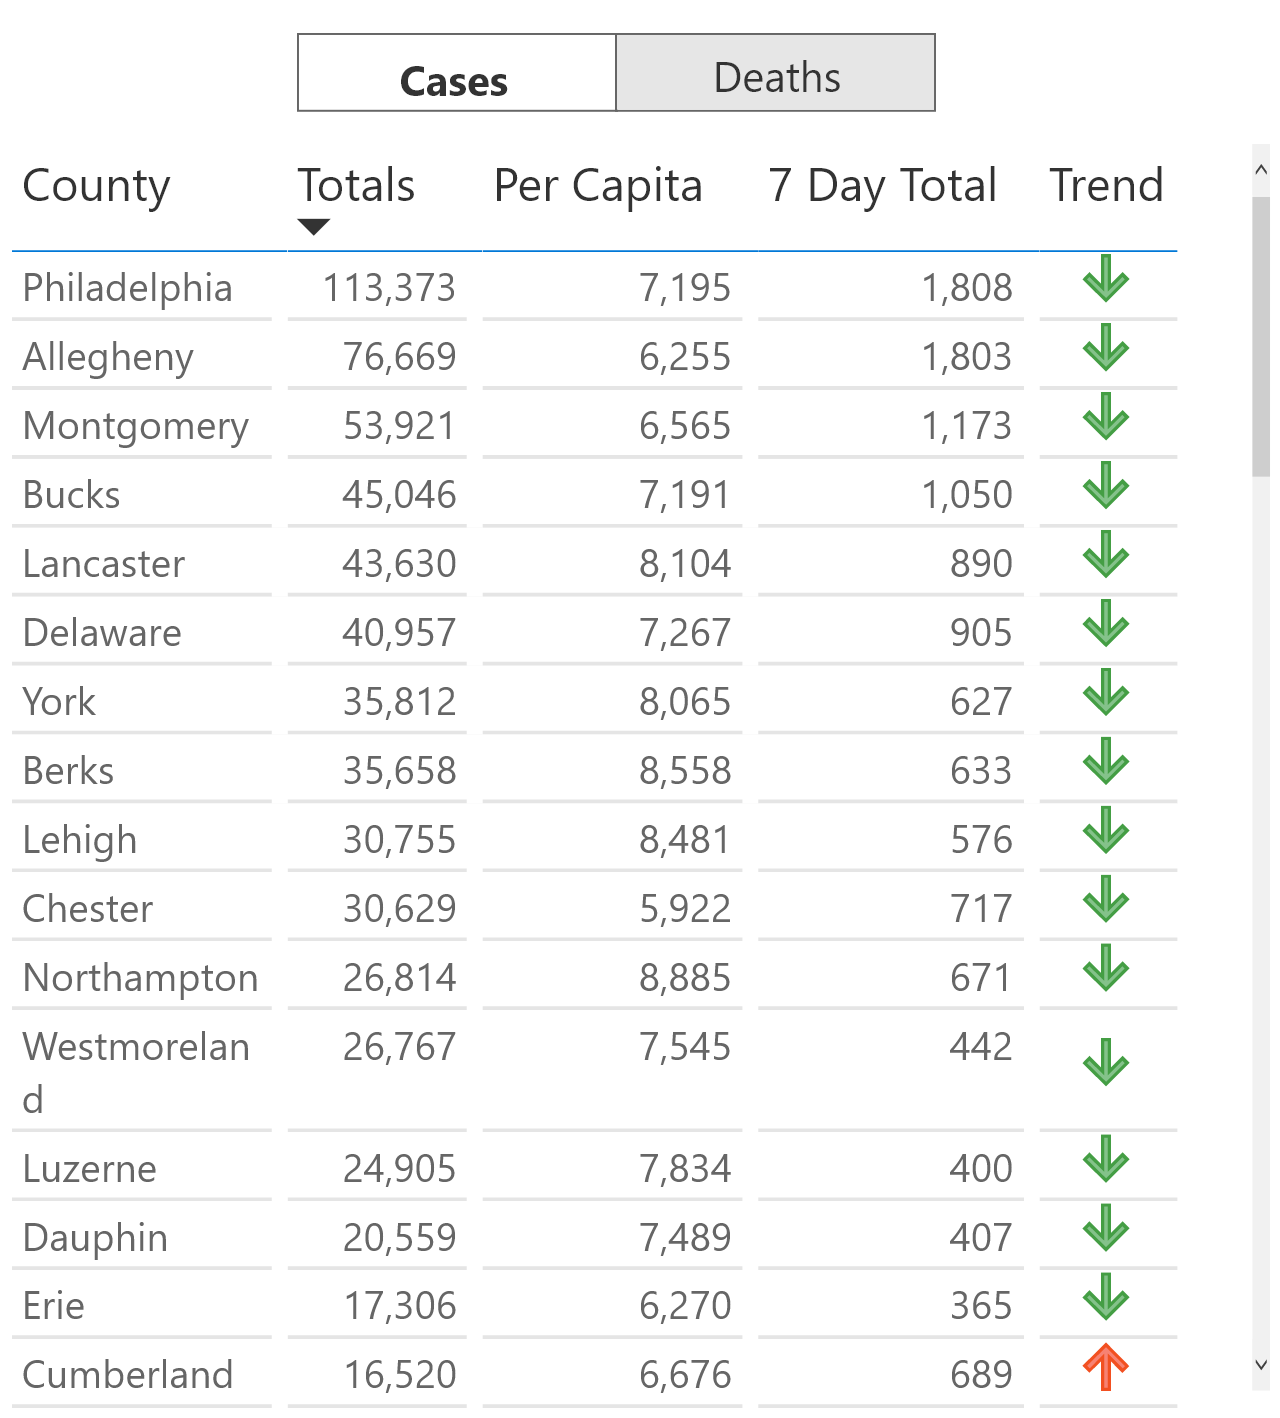 Cases Deaths
County Totals Per Capita 7 Day Total Trend
Philadelphia 113,373 7,195 1,808
Allegheny 76,669 6,255 1,803
Montgomery 53,921 6,565 1,173
Bucks 45,046 7,191 1,050
Lancaster 43,630 8,104 890
Delaware 40,957 7,267 905
York 35,812 8,065 627
Berks 35,658 8,558 633
Lehigh 30,755 8,481 576
Chester 30,629 5,922 717
Northampton 26,814 8,885 671
Westmorelan 26,767 7,545 442
d
Luzerne 24,905 7,834 400
Dauphin 20,559 7,489 407
Erie 17,306 6,270 365
Cumberland 16,520 6,676 689